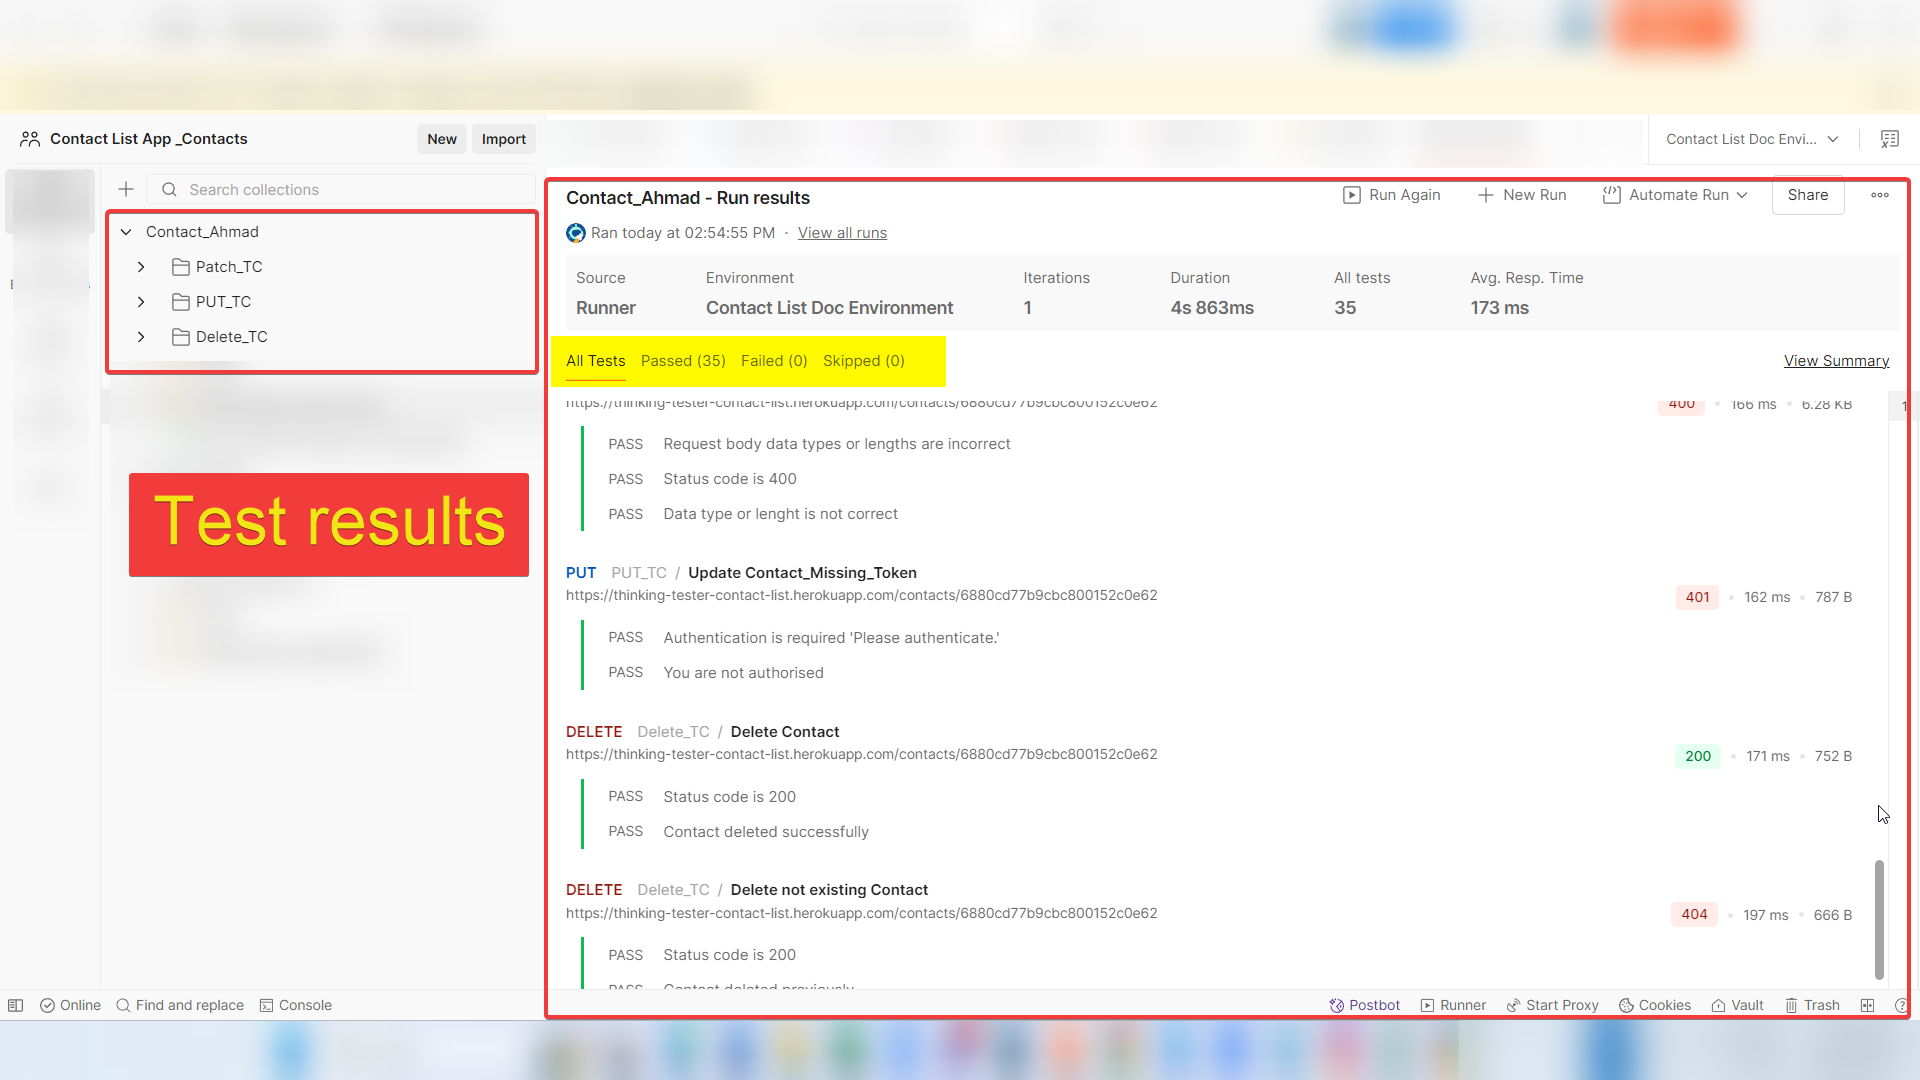 Contact List App _Contacts
New
Import
Contact List Doc Envi...
Search collections
Contact_Ahmad
Patch_TC
PUT_TC
Delete_TC
Test results
Contact_Ahmad - Run results
Run Again
New Run
Automate Run
Share
Ran today at 02:54:55 PM · View all runs
Source Environment Iterations Duration All tests Avg. Resp. Time
Runner Contact List Doc Environment 1 4s 863ms 35 173 ms
All Tests Passed (35) Failed (0) Skipped (0)
View Summary
https://thinking-tester-contact-list.herokuapp.com/contacts/6880cd77b9cbc800152c0e62
400 • 166 ms • 6.28 KB
1
PASS Request body data types or lengths are incorrect
PASS Status code is 400
PASS Data type or lenght is not correct
PUT PUT_TC / Update Contact_Missing_Token
https://thinking-tester-contact-list.herokuapp.com/contacts/6880cd77b9cbc800152c0e62
401 • 162 ms • 787 B
PASS Authentication is required 'Please authenticate.'
PASS You are not authorised
DELETE Delete_TC / Delete Contact
https://thinking-tester-contact-list.herokuapp.com/contacts/6880cd77b9cbc800152c0e62
200 • 171 ms • 752 B
PASS Status code is 200
PASS Contact deleted successfully
DELETE Delete_TC / Delete not existing Contact
https://thinking-tester-contact-list.herokuapp.com/contacts/6880cd77b9cbc800152c0e62
404 • 197 ms • 666 B
PASS Status code is 200
PASS Contact deleted previously
Online Find and replace Console
Postbot Runner Start Proxy Cookies Vault Trash